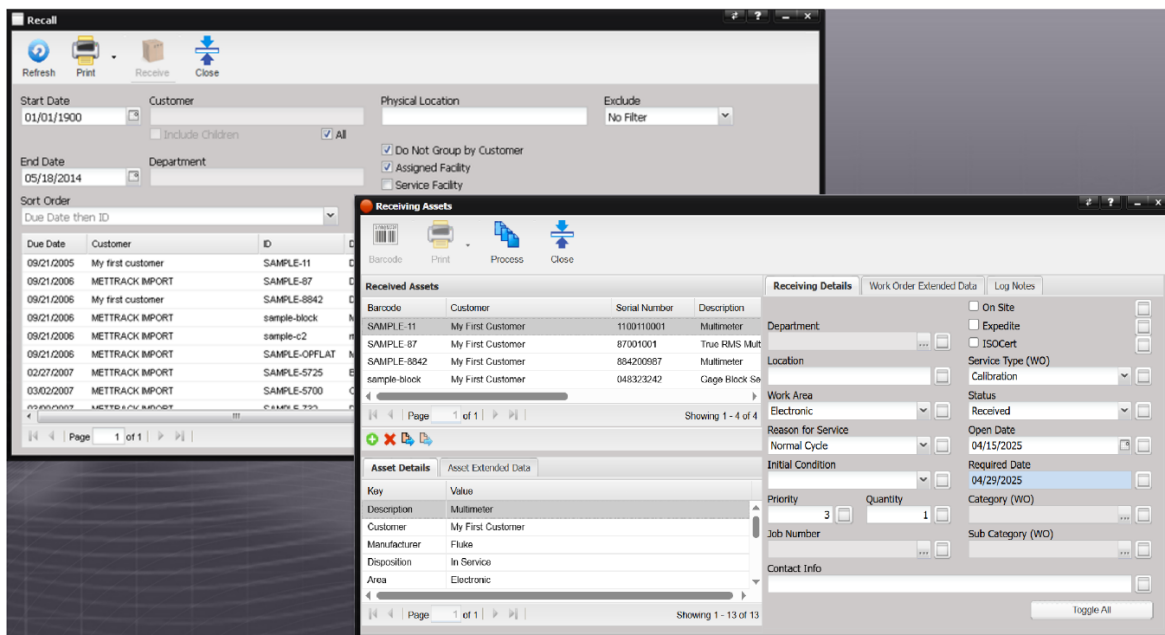 Recall
Refresh Print Receive Close
Start Date Customer Physical Location Exclude
01/01/1900 No Filter
Include Children All
Do Not Group by Customer
End Date Department Assigned Facility
05/18/2014 Service Facility
Sort Order
Due Date then ID
Due Date Customer ID D
09/21/2005 My first customer SAMPLE-11 D
09/21/2006 METTRACK IMPORT SAMPLE-87 D
09/21/2006 My first customer SAMPLE-8842 D
09/21/2006 METTRACK IMPORT sample-block
09/21/2006 METTRACK IMPORT sample-c2
09/21/2006 METTRACK IMPORT SAMPLE-OPFLAT
02/27/2007 METTRACK IMPORT SAMPLE-5725
03/02/2007 METTRACK IMPORT SAMPLE-5700
METTRACK IMPORT
Page 1 of 1
Receiving Assets
Barcode Print Process Close
Received Assets
Barcode Customer Serial Number Description
SAMPLE-11 My First Customer 1100110001 Multimeter
SAMPLE-87 My First Customer 87001001 True RMS Mult
SAMPLE-8842 My First Customer 884200987 Multimeter
sample-block My First Customer 048323242 Gage Block Se
Page 1 of 1 Showing 1 - 4 of 4
Asset Details Asset Extended Data
Key Value
Description Multimeter
Customer My First Customer
Manufacturer Fluke
Disposition In Service
Area Electronic
Page 1 of 1 Showing 1 - 13 of 13
Receiving Details Work Order Extended Data Log Notes
On Site
Department Expedite
... ISOCert
Location Service Type (WO)
Calibration
Work Area Status
Electronic Received
Reason for Service Open Date
Normal Cycle 04/15/2025
Initial Condition Required Date
04/29/2025
Priority Quantity Category (WO)
3 1 ...
Job Number Sub Category (WO)
... ...
Contact Info
Toggle All